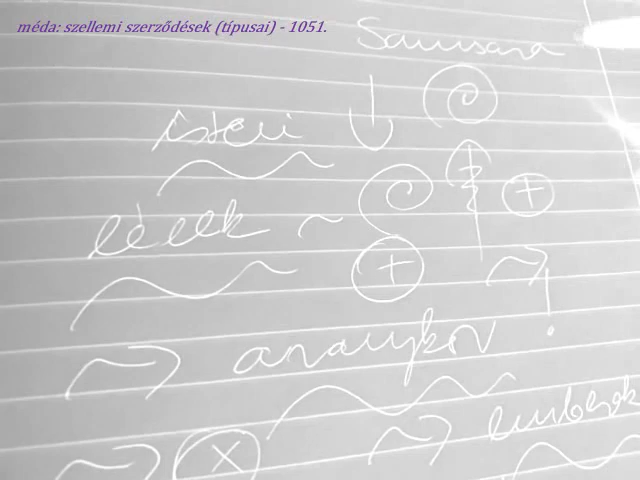 méda: szellemi szerződések (típusai) - 1051.
Samsara
isteni
lélek ~
aranykor !
emberek